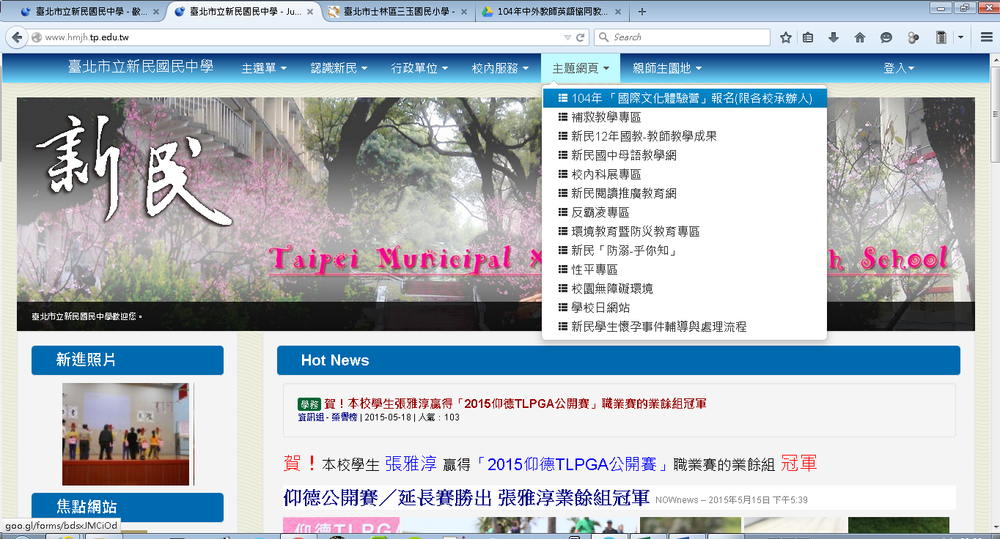 臺北市立新民國民中學 - 歡...
臺北市立新民國民中學 - Ju...
臺北市士林區三玉國民小學 -
104年中外教師英語協同教...
www.hmjh.tp.edu.tw
Search
臺北市立新民國民中學
主選單
認識新民
行政單位
校內服務
主題網頁
親師生園地
登入
104年 「國際文化體驗營」報名(限各校承辦人)
補救教學專區
新民12年國教-教師教學成果
新民國中母語教學網
校內科展專區
新民閱讀推廣教育網
反霸凌專區
環境教育暨防災教育專區
新民「防溺-乎你知」
性平專區
校園無障礙環境
學校日網站
新民學生懷孕事件輔導與處理流程
新民
Taipei Municipal X
h School
臺北市立新民國民中學歡迎您。
新進照片
焦點網站
Hot News
學務 賀！本校學生張雅淳贏得「2015仰德TLPGA公開賽」職業賽的業餘組冠軍
資訊組 - 榮譽榜 | 2015-05-18 | 人氣：103
賀！本校學生 張雅淳 贏得「2015仰德TLPGA公開賽」職業賽的業餘組 冠軍
仰德公開賽／延長賽勝出 張雅淳業餘組冠軍 NOWnews – 2015年5月15日 下午5:39
仰德TLPGA
goo.gl/forms/bdsxJMCiOd